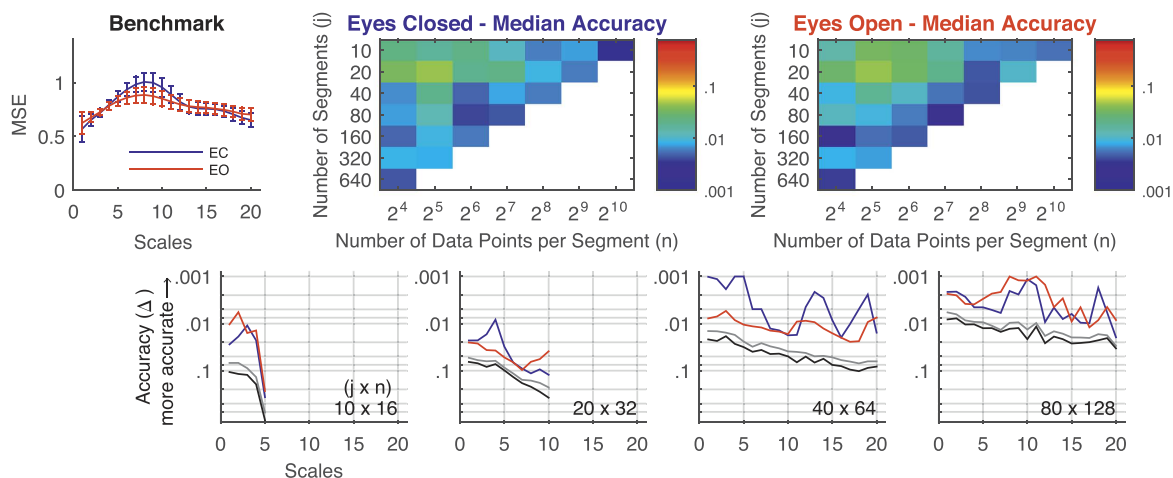 Benchmark
MSE
1
0.5
0
EC
EO
0 5 10 15 20
Scales
Eyes Closed - Median Accuracy
Number of Segments (j)
10
20
40
80
160
320
640
2^4 2^5 2^6 2^7 2^8 2^9 2^10
Number of Data Points per Segment (n)
.1
.01
.001
Eyes Open - Median Accuracy
Number of Segments (j)
10
20
40
80
160
320
640
2^4 2^5 2^6 2^7 2^8 2^9 2^10
Number of Data Points per Segment (n)
.1
.01
.001
Accuracy (Δ)
more accurate →
.001
.01
.1
(j x n)
10 x 16
0 5 10 15 20
Scales
.001
.01
.1
20 x 32
0 5 10 15 20
.001
.01
.1
40 x 64
0 5 10 15 20
.001
.01
.1
80 x 128
0 5 10 15 20